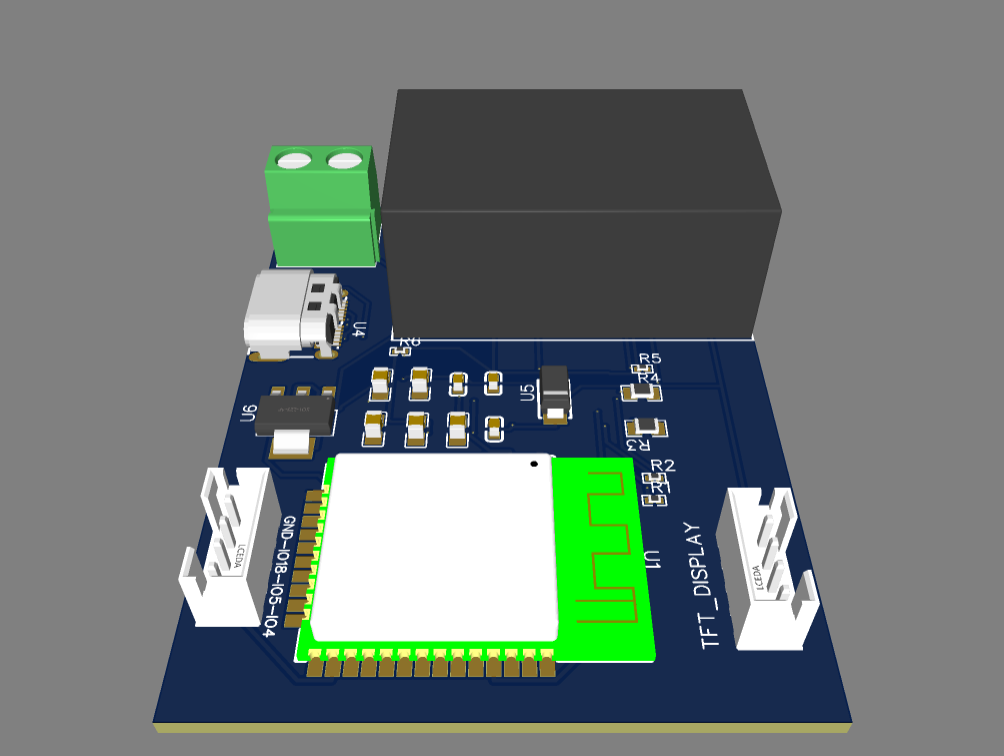 U4
R6
U5
R5
R4
U6
R3
R2
R1
GND-IO18-IO5-IO4
LCEDA
U1
TFT_DISPLAY
LCEDA